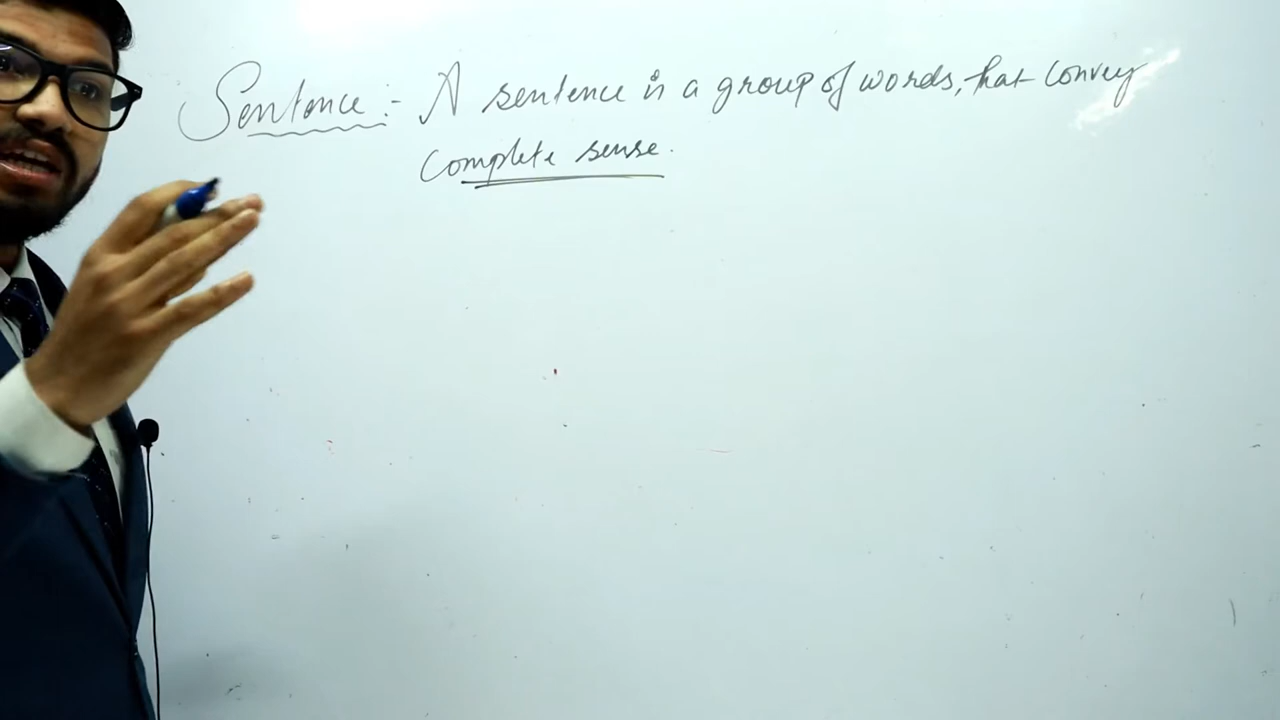 Sentence :- A sentence is a group of words, that convey
complete sense.